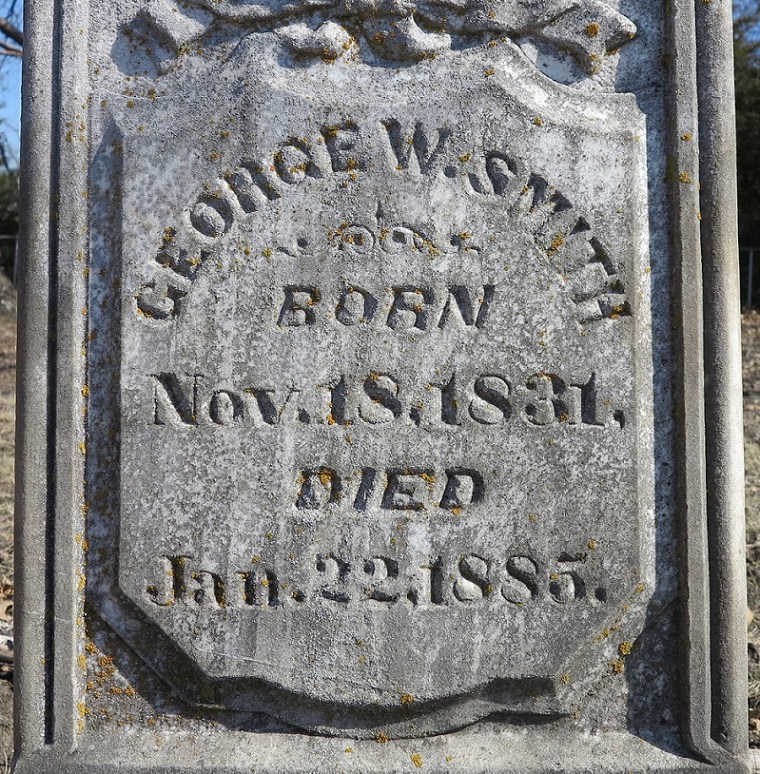 GEORGE W. SMITH
BORN
Nov. 18, 1831,
DIED
Jan. 22, 1885.